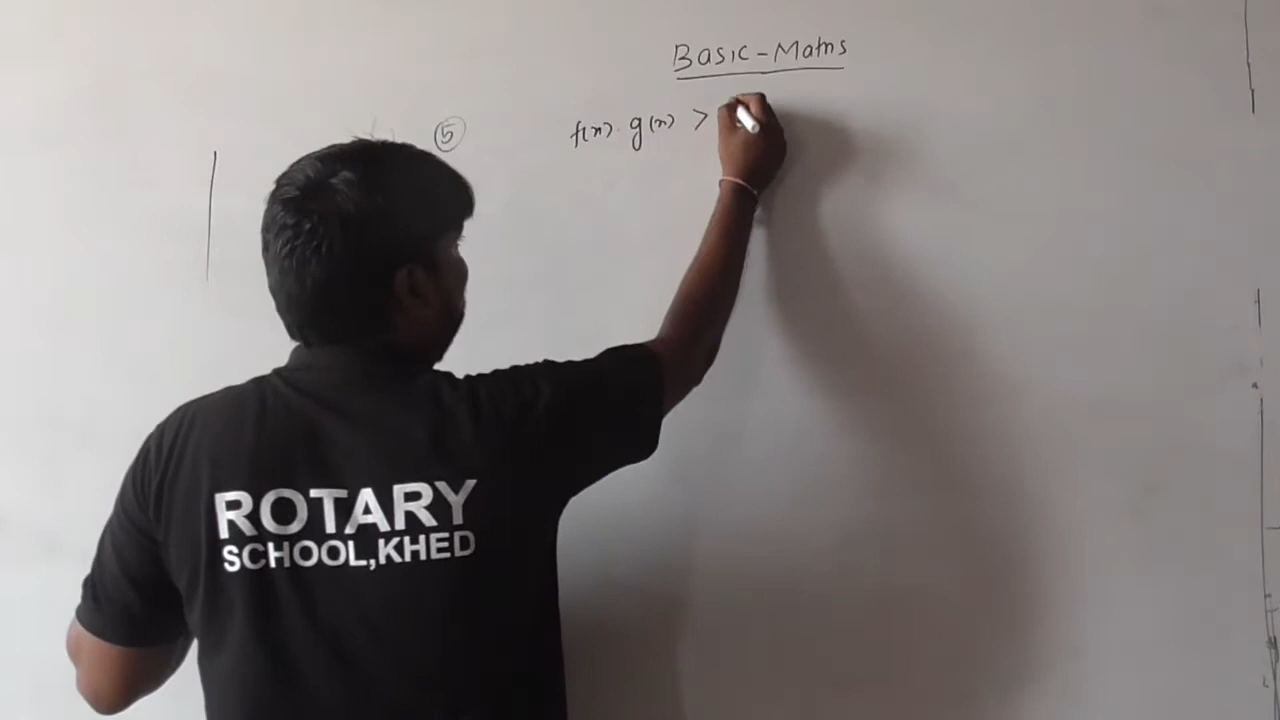 Basic-Maths
⑤ f(x). g(x) >
ROTARY
SCHOOL,KHED